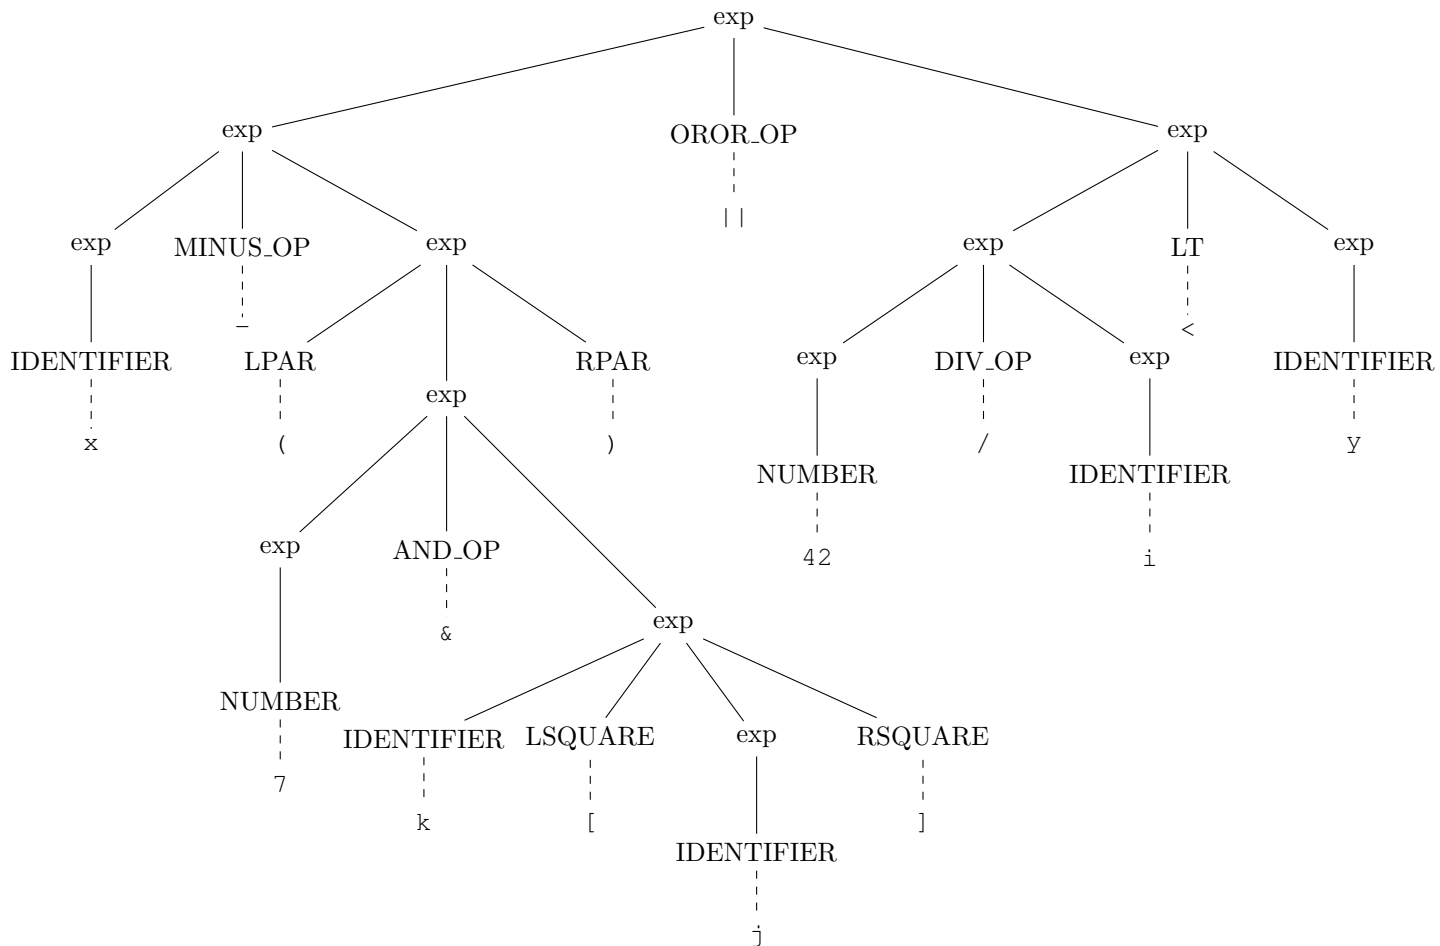 exp
exp OROR_OP exp
||
exp MINUS_OP exp exp LT exp
- <
IDENTIFIER LPAR RPAR exp DIV_OP exp IDENTIFIER
exp
x ( ) / y
NUMBER IDENTIFIER
exp AND_OP
42 i
exp
&
NUMBER
IDENTIFIER LSQUARE exp RSQUARE
7
k [ ]
IDENTIFIER
j